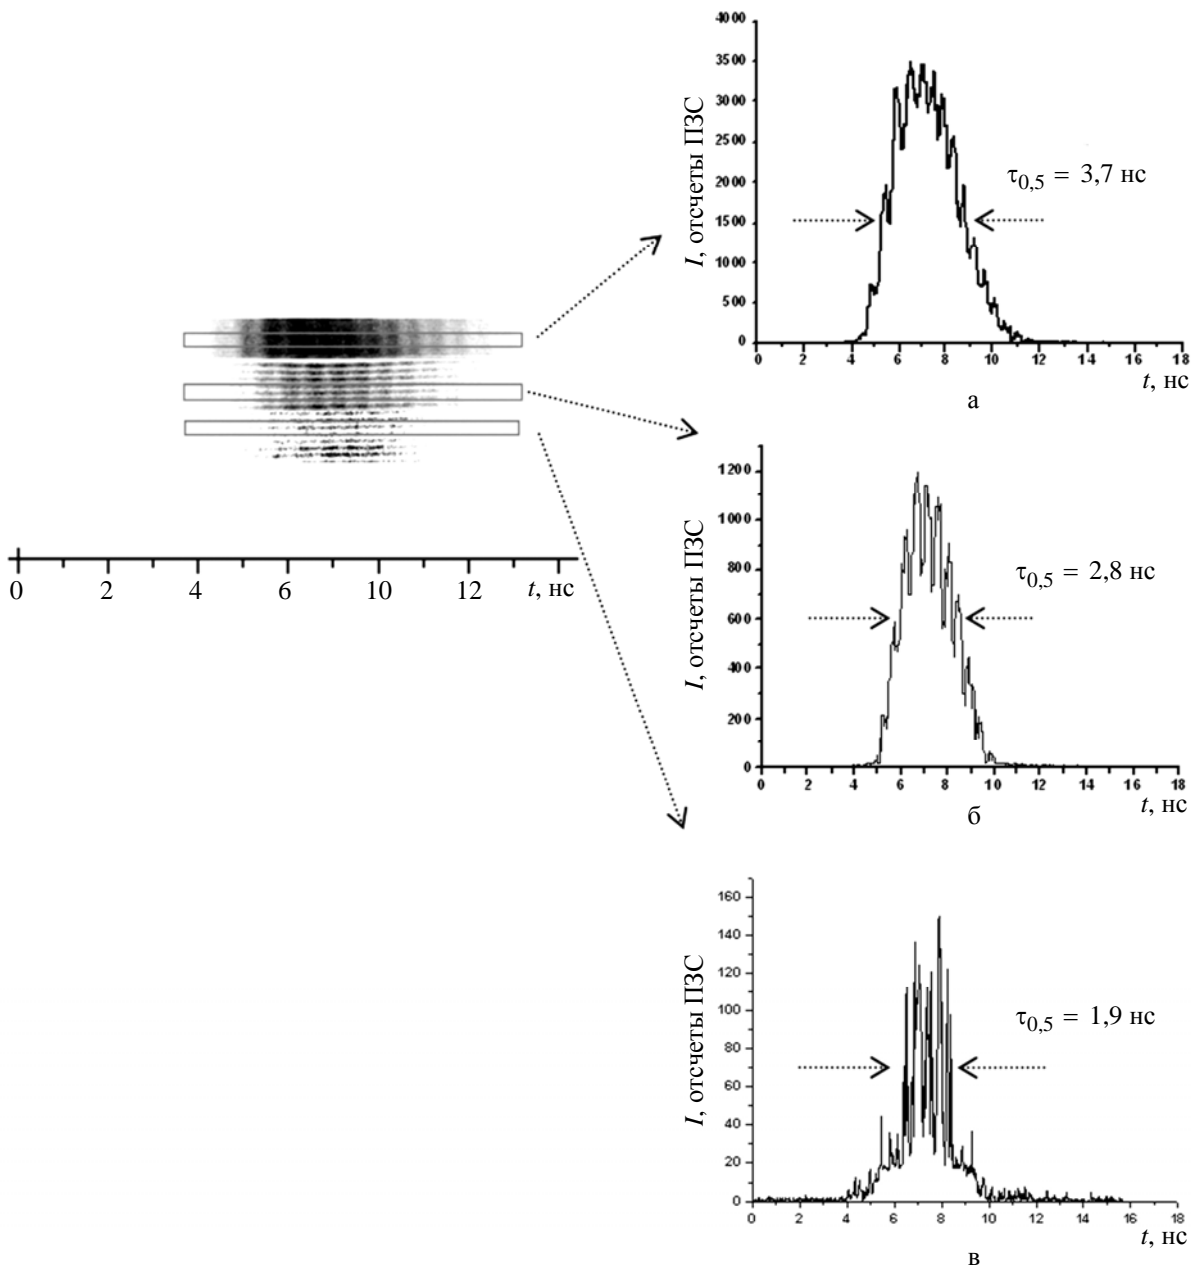 4000
3500
3000
2500
2000
1500
1000
500
0
I, отсчеты ПЗС
τ0,5 = 3,7 нс
0 2 4 6 8 10 12 14 16 18
t, нс
а
0 2 4 6 8 10 12 t, нс
1200
1000
800
600
400
200
0
I, отсчеты ПЗС
τ0,5 = 2,8 нс
0 2 4 6 8 10 12 14 16 18
t, нс
б
160
140
120
100
80
60
40
20
0
I, отсчеты ПЗС
τ0,5 = 1,9 нс
0 2 4 6 8 10 12 14 16 18
t, нс
в